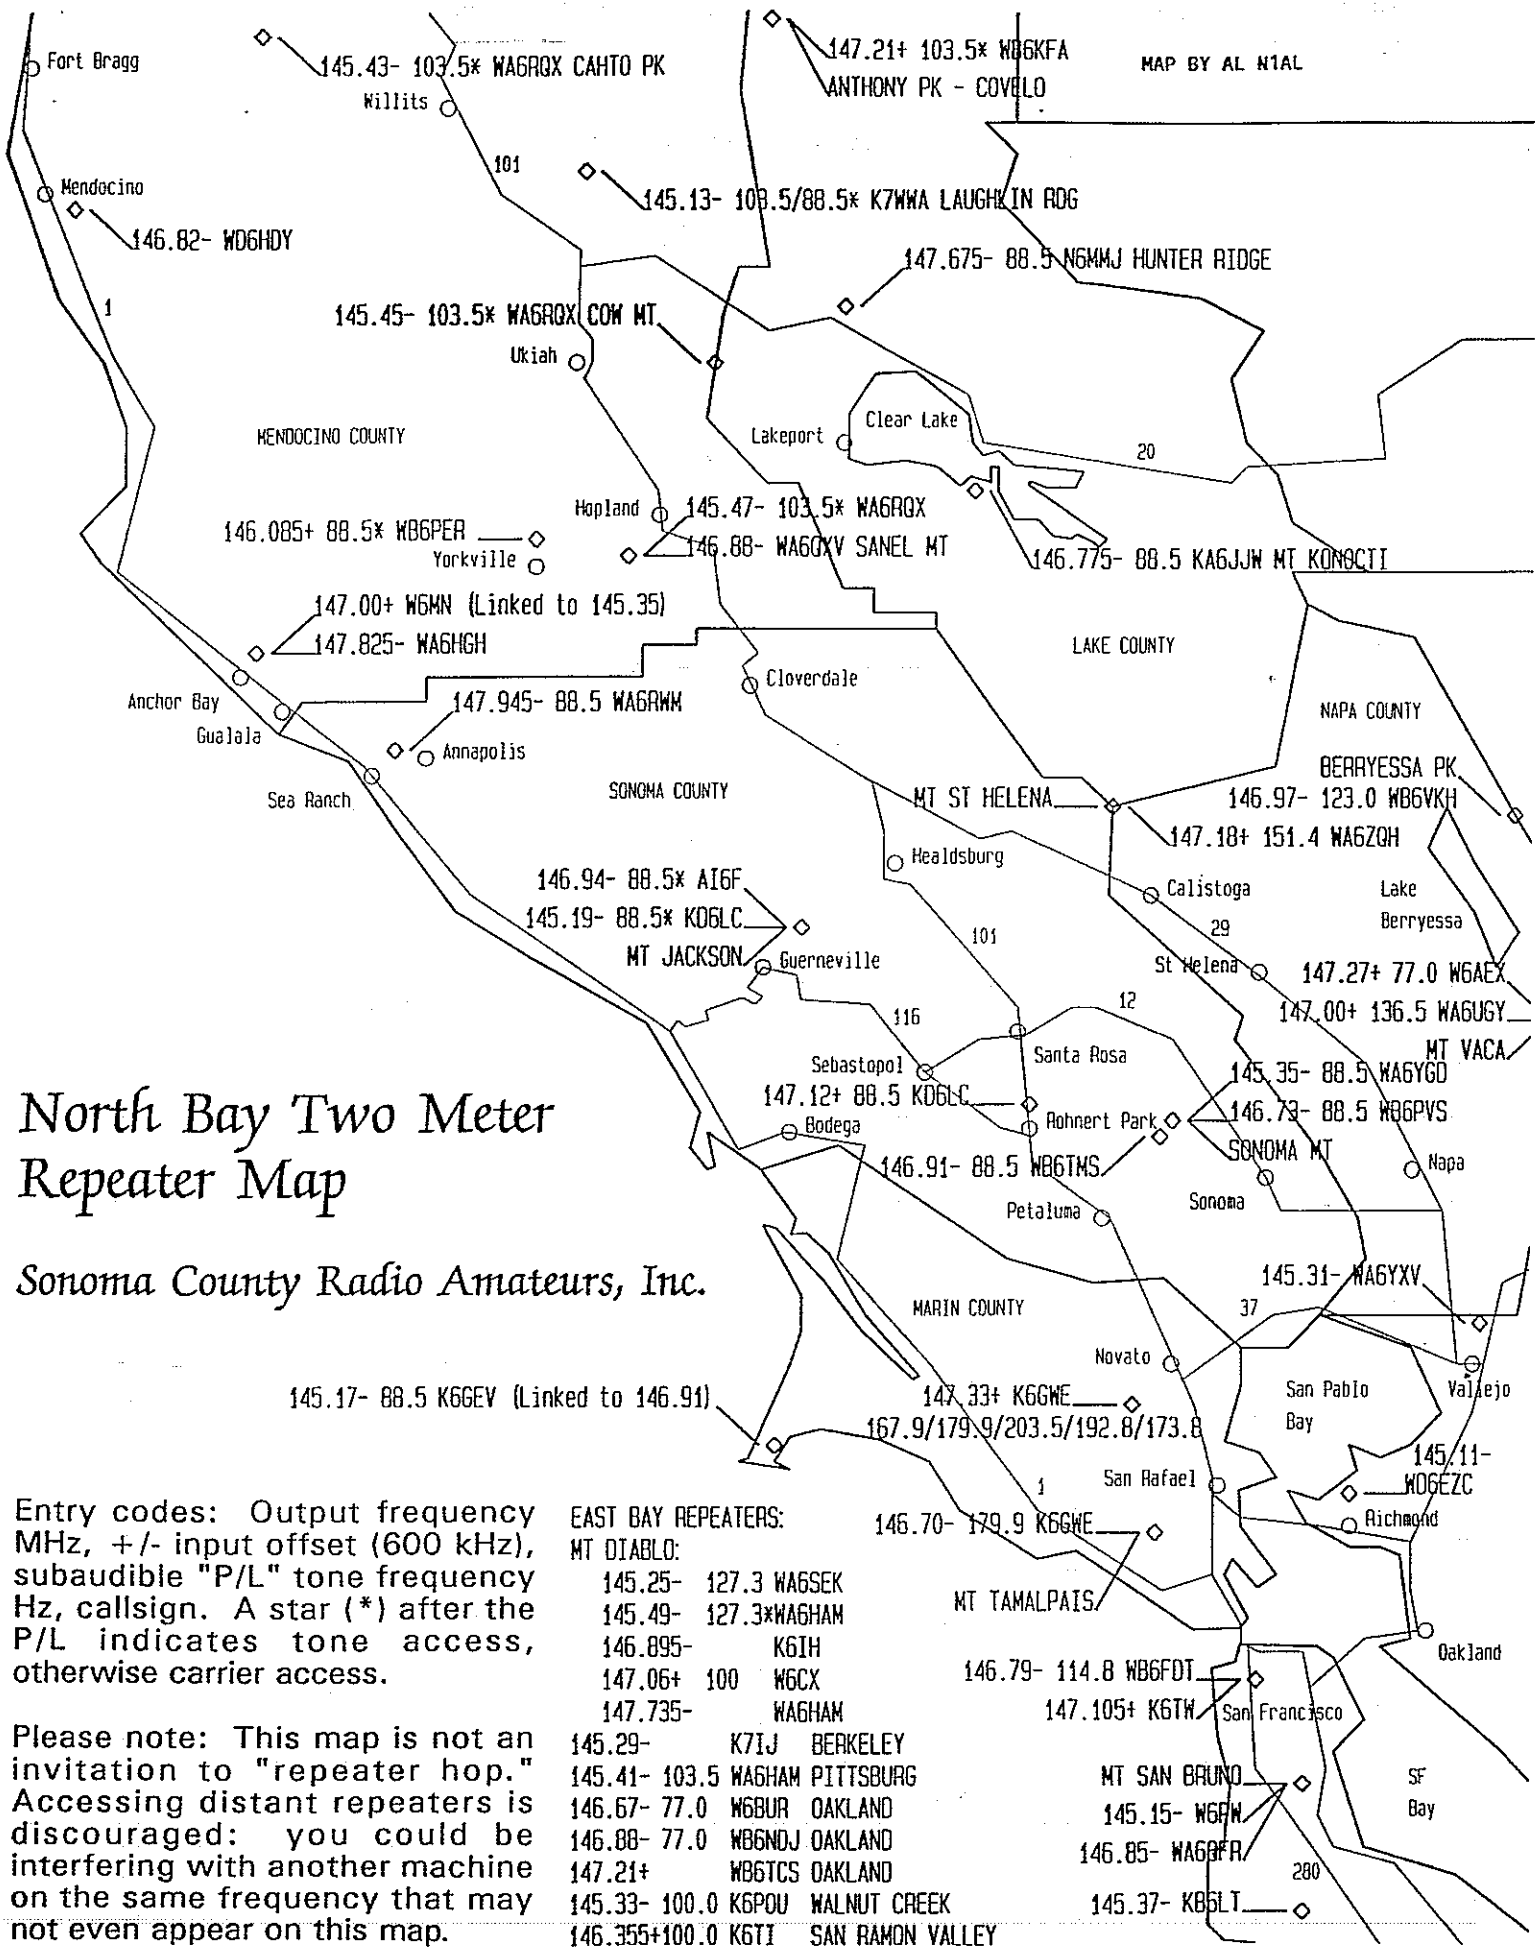 Fort Bragg
145.43- 103.5* WA6RQX CAHTO PK
Willits
147.21+ 103.5* WB6KFA
ANTHONY PK - COVELO
MAP BY AL N1AL
101
Mendocino
146.82- WD6HDY
145.13- 103.5/88.5* K7WWA LAUGHLIN RDG
147.675- 88.5 N6MMJ HUNTER RIDGE
1
145.45- 103.5* WA6RQX COW MT
Ukiah
MENDOCINO COUNTY
Lakeport
Clear Lake
20
Hopland
145.47- 103.5* WA6RQX
146.88- WA6OXV SANEL MT
146.085+ 88.5* WB6PER
Yorkville
146.775- 88.5 KA6JJW MT KONOCTI
147.00+ W6MN (Linked to 145.35)
147.825- WA6HGH
LAKE COUNTY
Cloverdale
Anchor Bay
Gualala
147.945- 88.5 WA6RWM
Annapolis
Sea Ranch
SONOMA COUNTY
NAPA COUNTY
BERRYESSA PK
146.97- 123.0 WB6VKH
MT ST HELENA
147.18+ 151.4 WA6ZQH
Healdsburg
146.94- 88.5* AI6F
145.19- 88.5* KD6LC
MT JACKSON
Guerneville
Calistoga
Lake
Berryessa
101
29
St Helena
147.27+ 77.0 W6AEX
147.00+ 136.5 WA6UGY
MT VACA
116
12
Sebastopol
Santa Rosa
147.12+ 88.5 KD6LC
145.35- 88.5 WA6YGD
146.73- 88.5 WB6PVS
SONOMA MT
Rohnert Park
Bodega
146.91- 88.5 WB6TMS
Napa
Petaluma
Sonoma
North Bay Two Meter
Repeater Map
Sonoma County Radio Amateurs, Inc.
145.31- WA6YXV
MARIN COUNTY
37
Novato
San Pablo
Bay
Vallejo
145.17- 88.5 K6GEV (Linked to 146.91)
147.33+ K6GWE
167.9/179.9/203.5/192.8/173.8
145.11-
WD6EZC
San Rafael
1
Richmond
146.70- 179.9 K6GWE
MT TAMALPAIS
Oakland
146.79- 114.8 WB6FDT
147.105+ K6TW
San Francisco
MT SAN BRUNO
145.15- W6PW
146.85- WA6BFR
SF
Bay
280
145.37- KB6LT
Entry codes: Output frequency
MHz, +/- input offset (600 kHz),
subaudible "P/L" tone frequency
Hz, callsign. A star (*) after the
P/L indicates tone access,
otherwise carrier access.
Please note: This map is not an
invitation to "repeater hop."
Accessing distant repeaters is
discouraged: you could be
interfering with another machine
on the same frequency that may
not even appear on this map.
EAST BAY REPEATERS:
MT DIABLO:
145.25- 127.3 WA6SEK
145.49- 127.3*WA6HAM
146.895- K6IH
147.06+ 100 W6CX
147.735- WA6HAM
145.29- K7IJ BERKELEY
145.41- 103.5 WA6HAM PITTSBURG
146.67- 77.0 W6BUR OAKLAND
146.88- 77.0 WB6NDJ OAKLAND
147.21+ WB6TCS OAKLAND
145.33- 100.0 K6POU WALNUT CREEK
146.355+100.0 K6TI SAN RAMON VALLEY